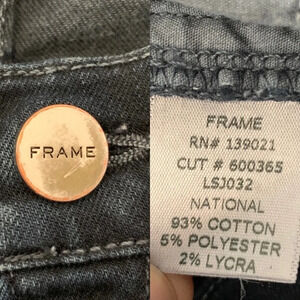 FRAME
FRAME
RN# 139021
CUT # 600365
LSJ032
NATIONAL
93% COTTON
5% POLYESTER
2% LYCRA